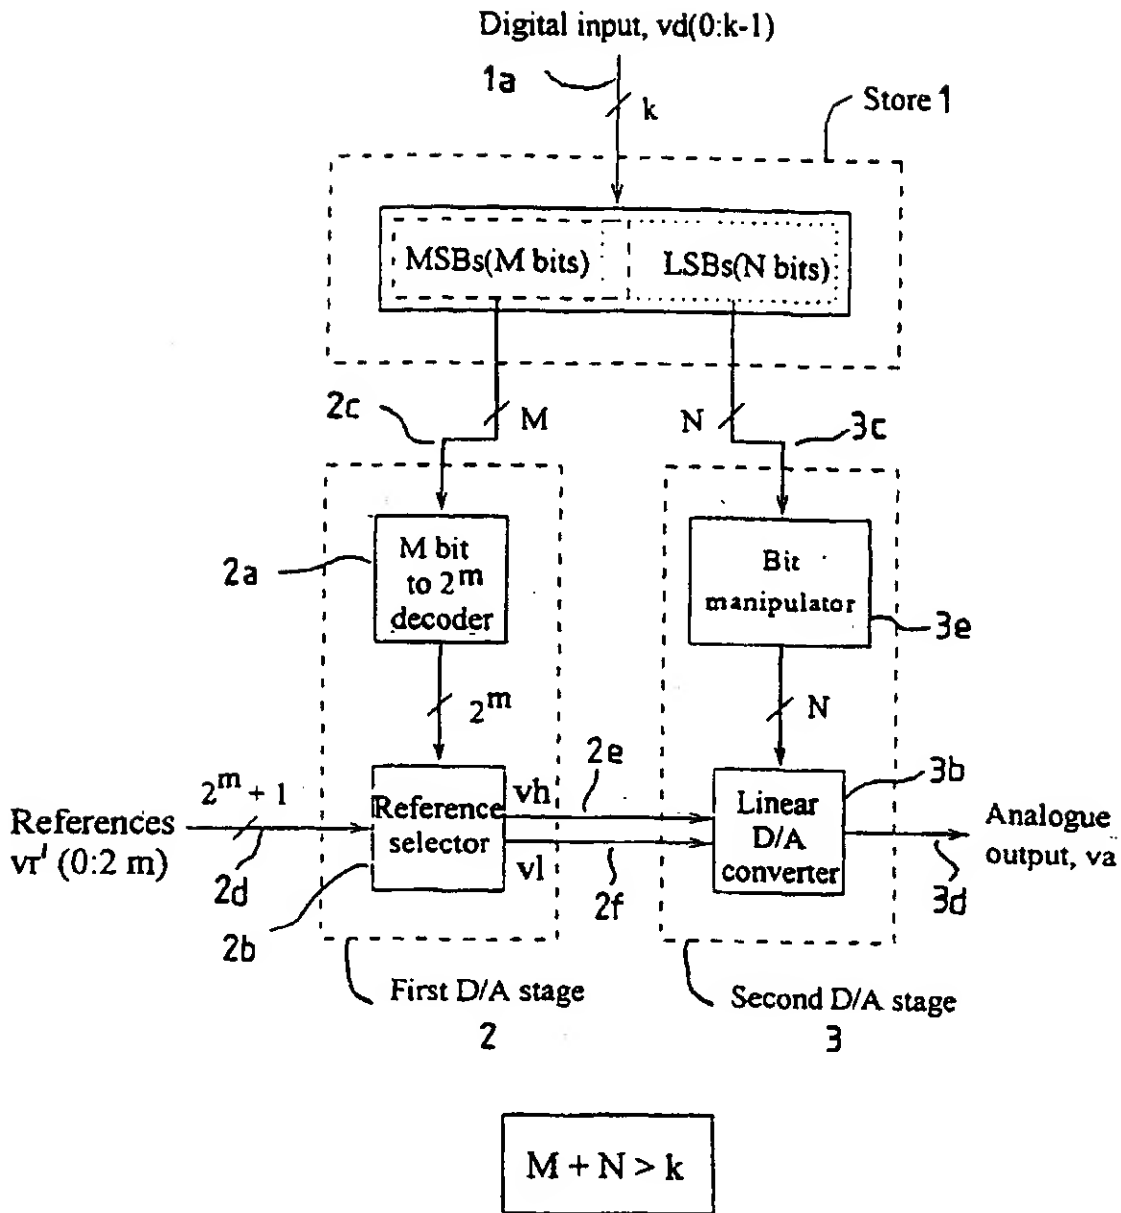 Digital input, vd(0:k-1)
1a
k
Store 1
MSBs(M bits)
LSBs(N bits)
2c
M
N
3c
2a
M bit
to 2^m
decoder
Bit
manipulator
3e
2^m
N
2^m + 1
References
vr' (0:2 m)
2d
Reference
selector
vh
vl
2e
2f
Linear
D/A
converter
3b
Analogue
output, va
3d
2b
First D/A stage
2
Second D/A stage
3
M + N > k